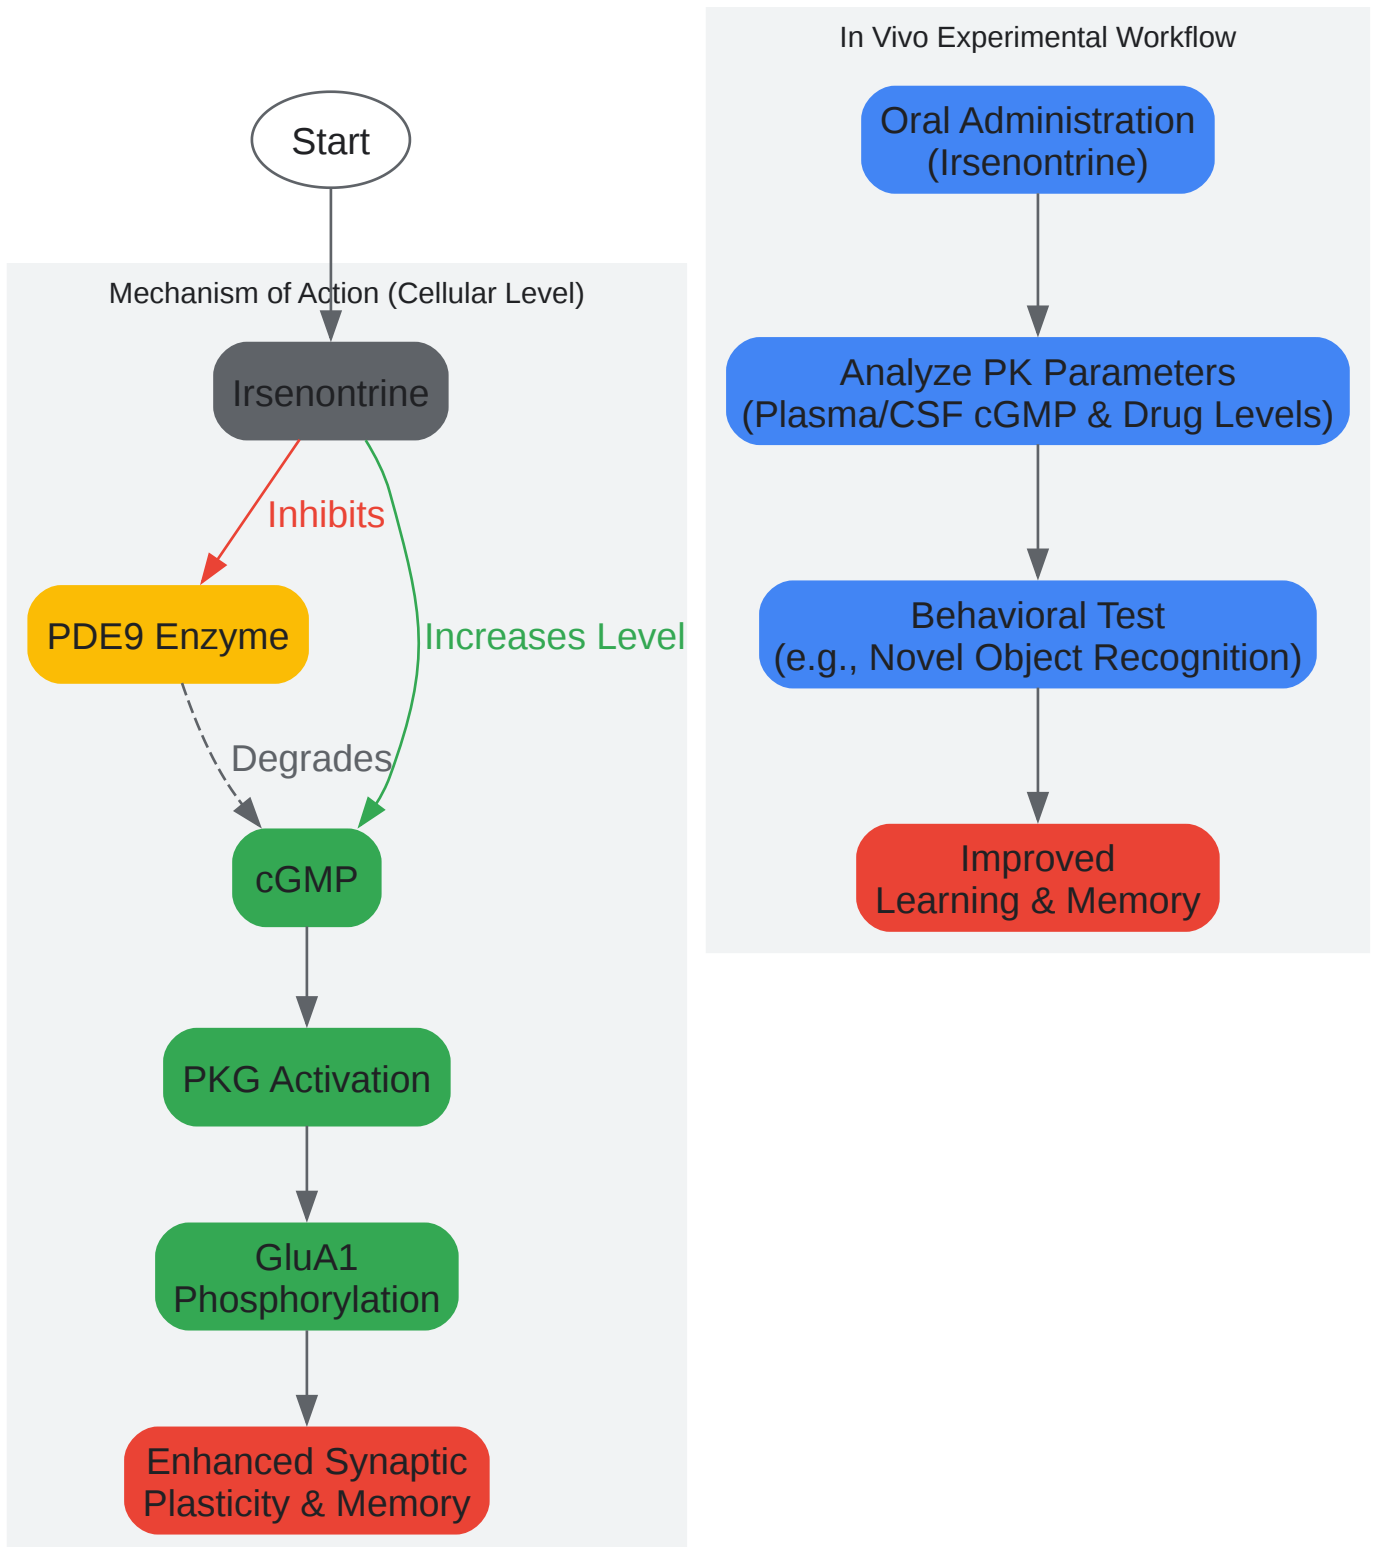 Start
Mechanism of Action (Cellular Level)
Irsenontrine
Inhibits
PDE9 Enzyme
Increases Level
Degrades
cGMP
PKG Activation
GluA1
Phosphorylation
Enhanced Synaptic
Plasticity & Memory
In Vivo Experimental Workflow
Oral Administration
(Irsenontrine)
Analyze PK Parameters
(Plasma/CSF cGMP & Drug Levels)
Behavioral Test
(e.g., Novel Object Recognition)
Improved
Learning & Memory